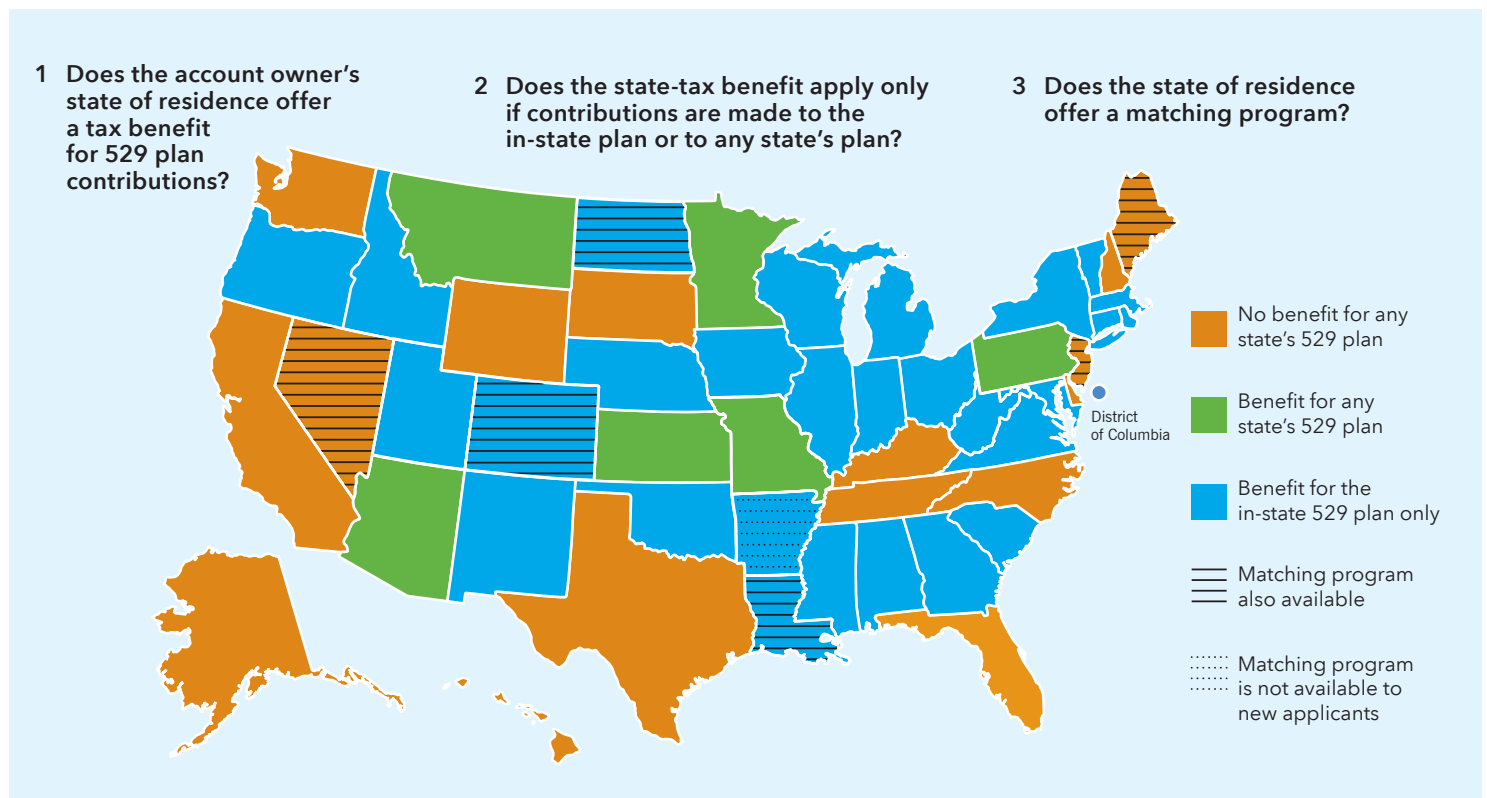 1 Does the account owner's
state of residence offer
a tax benefit
for 529 plan
contributions?
2 Does the state-tax benefit apply only
if contributions are made to the
in-state plan or to any state's plan?
3 Does the state of residence
offer a matching program?
District
of Columbia
No benefit for any
state's 529 plan
Benefit for any
state's 529 plan
Benefit for the
in-state 529 plan only
Matching program
also available
Matching program
is not available to
new applicants